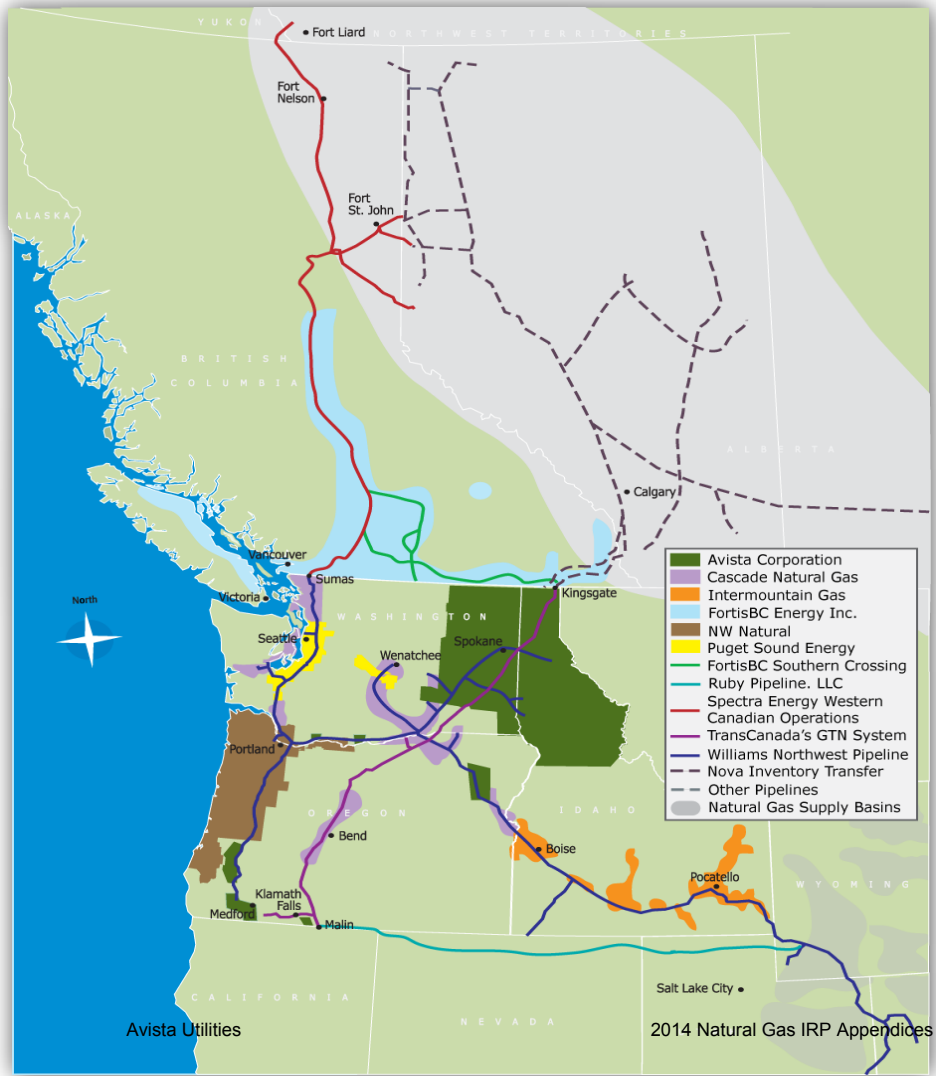 YUKON
NORTHWEST TERRITORIES
Fort Liard
Fort
Nelson
Fort
St. John
ALASKA
BRITISH
COLUMBIA
ALBERTA
Calgary
Vancouver
Sumas
Kingsgate
Victoria
North
WASHINGTON
Seattle
Spokane
Wenatchee
Portland
OREGON
IDAHO
Bend
Boise
Pocatello
WYOMING
Klamath
Falls
Medford
Malin
Salt Lake City
CALIFORNIA
NEVADA
Avista Corporation
Cascade Natural Gas
Intermountain Gas
FortisBC Energy Inc.
NW Natural
Puget Sound Energy
FortisBC Southern Crossing
Ruby Pipeline. LLC
Spectra Energy Western
Canadian Operations
TransCanada's GTN System
Williams Northwest Pipeline
Nova Inventory Transfer
Other Pipelines
Natural Gas Supply Basins
Avista Utilities
2014 Natural Gas IRP Appendices